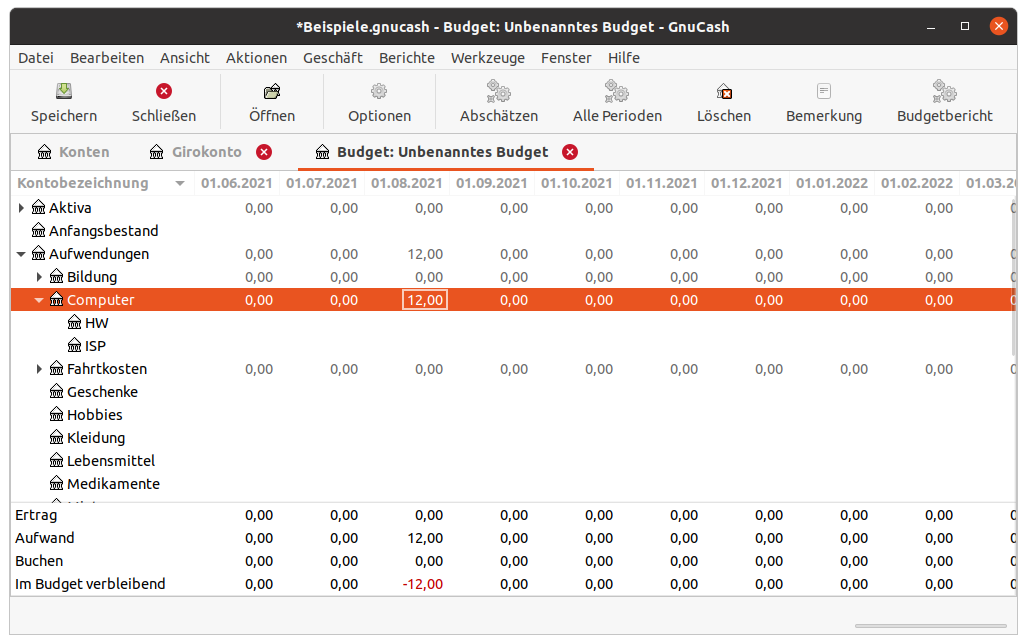 *Beispiele.gnucash - Budget: Unbenanntes Budget - GnuCash
Datei Bearbeiten Ansicht Aktionen Geschäft Berichte Werkzeuge Fenster Hilfe
Speichern Schließen Öffnen Optionen Abschätzen Alle Perioden Löschen Bemerkung Budgetbericht
Konten Girokonto Budget: Unbenanntes Budget
Kontobezeichnung 01.06.2021 01.07.2021 01.08.2021 01.09.2021 01.10.2021 01.11.2021 01.12.2021 01.01.2022 01.02.2022 01.03.2
Aktiva 0,00 0,00 0,00 0,00 0,00 0,00 0,00 0,00 0,00
Anfangsbestand
Aufwendungen 0,00 0,00 12,00 0,00 0,00 0,00 0,00 0,00 0,00
Bildung 0,00 0,00 0,00 0,00 0,00 0,00 0,00 0,00 0,00
Computer 0,00 0,00 12,00 0,00 0,00 0,00 0,00 0,00 0,00
HW
ISP
Fahrtkosten 0,00 0,00 0,00 0,00 0,00 0,00 0,00 0,00 0,00
Geschenke
Hobbies
Kleidung
Lebensmittel
Medikamente
Ertrag 0,00 0,00 0,00 0,00 0,00 0,00 0,00 0,00 0,00
Aufwand 0,00 0,00 12,00 0,00 0,00 0,00 0,00 0,00 0,00
Buchen 0,00 0,00 0,00 0,00 0,00 0,00 0,00 0,00 0,00
Im Budget verbleibend 0,00 0,00 -12,00 0,00 0,00 0,00 0,00 0,00 0,00